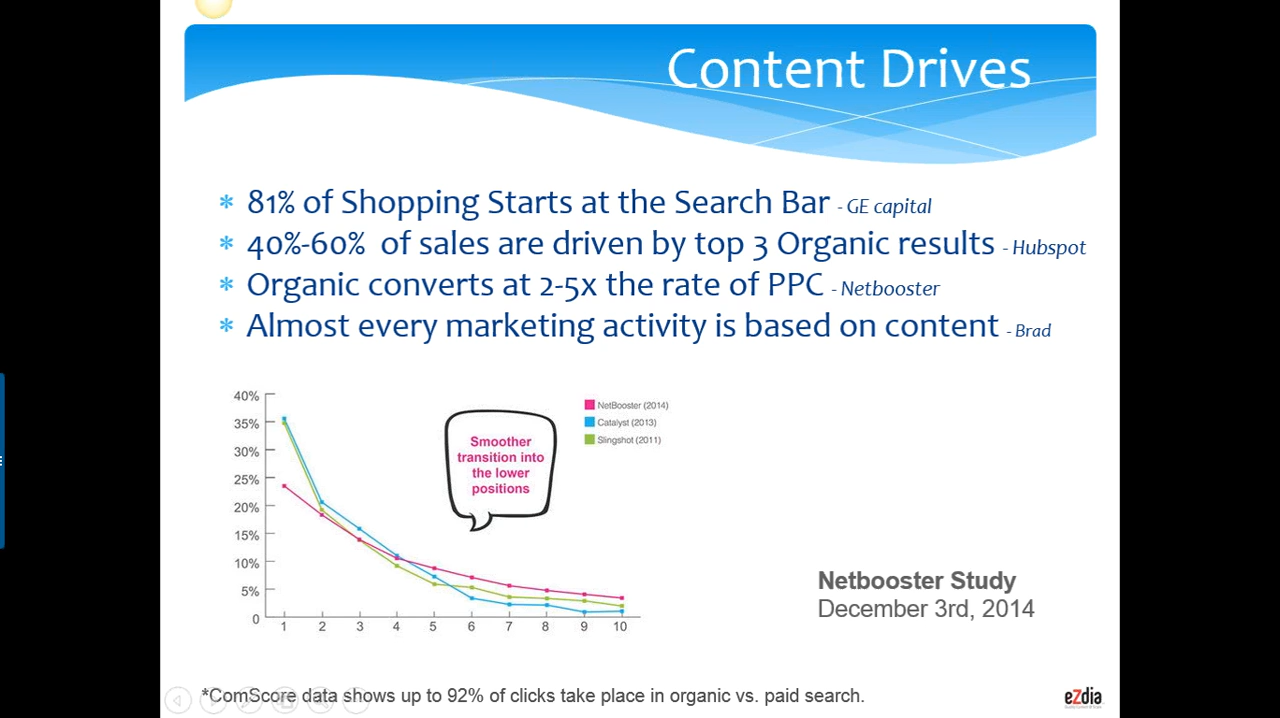 Content Drives
* 81% of Shopping Starts at the Search Bar - GE capital
* 40%-60% of sales are driven by top 3 Organic results - Hubspot
* Organic converts at 2-5x the rate of PPC - Netbooster
* Almost every marketing activity is based on content - Brad
40%
35%
30%
25%
20%
15%
10%
5%
0
1 2 3 4 5 6 7 8 9 10
Smoother
transition into
the lower
positions
NetBooster (2014)
Catalyst (2013)
Slingshot (2011)
Netbooster Study
December 3rd, 2014
*ComScore data shows up to 92% of clicks take place in organic vs. paid search.
eZdia